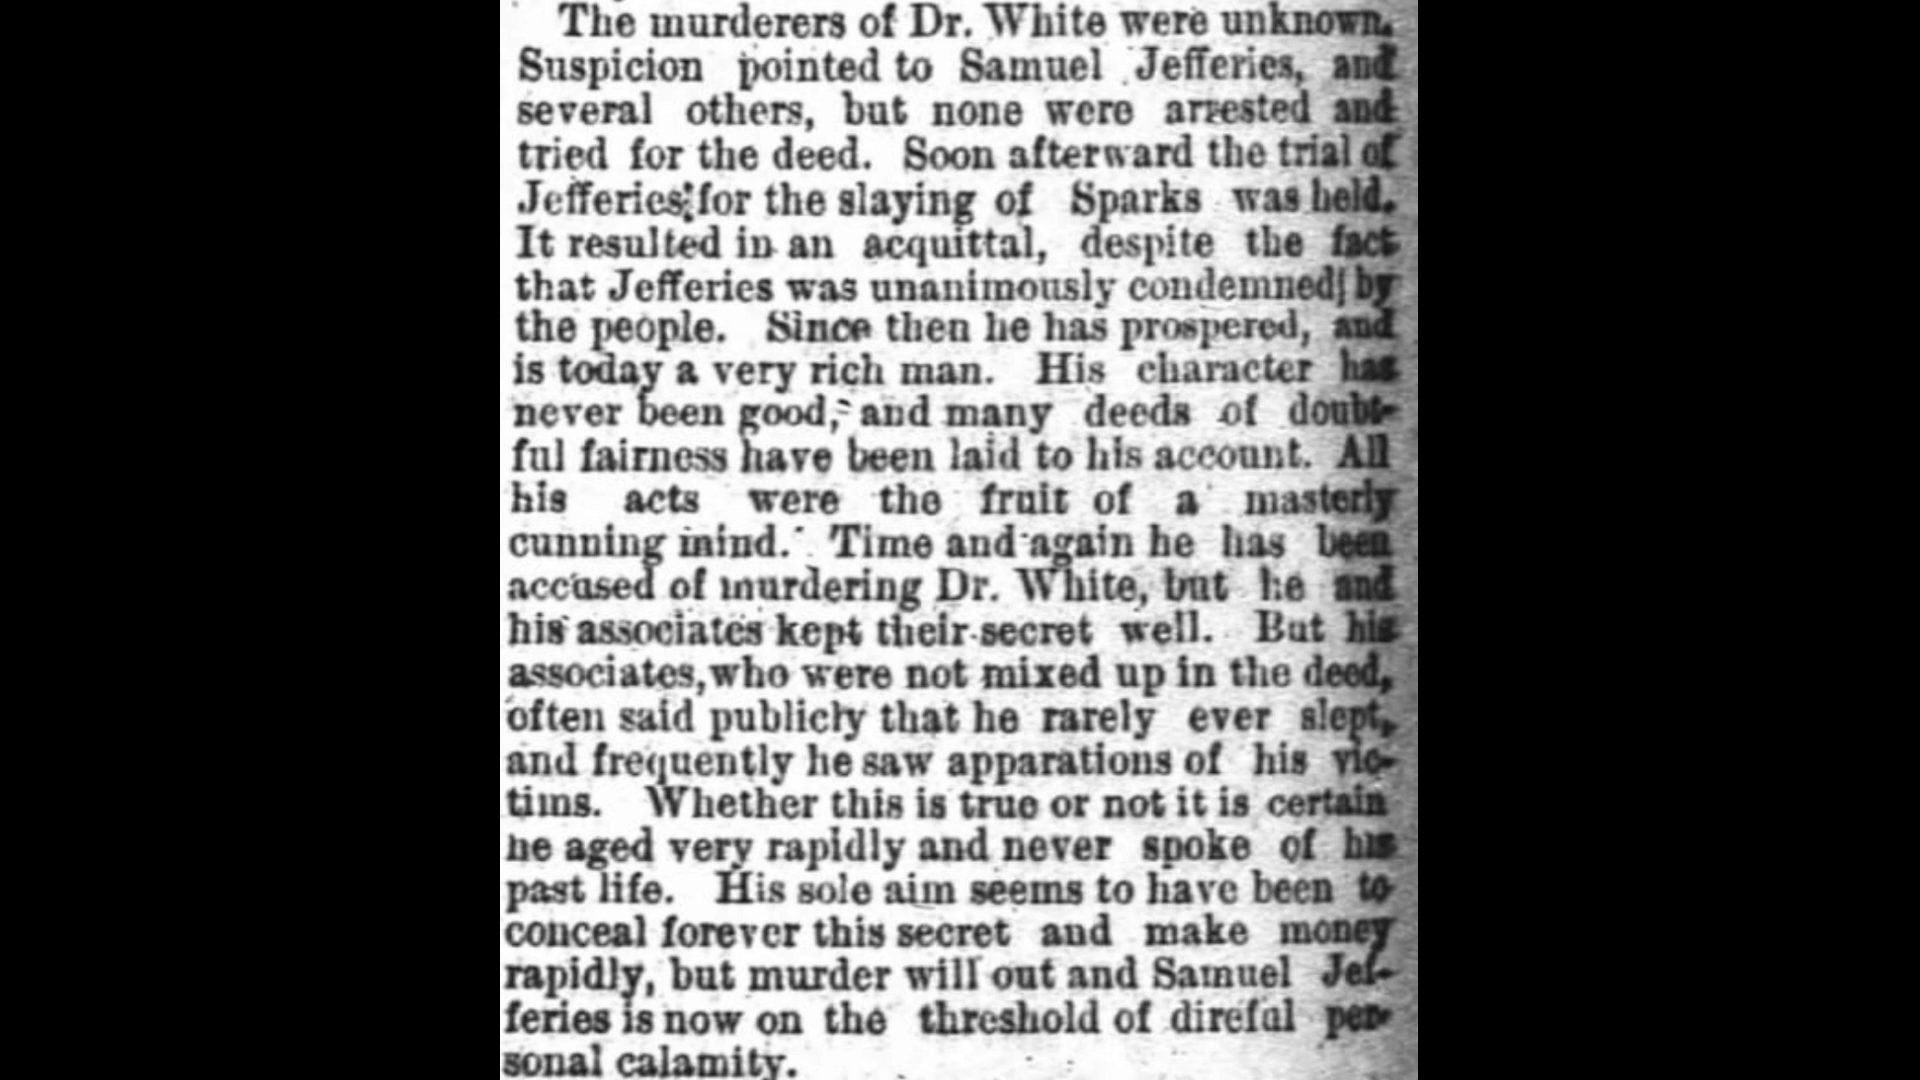 The murderers of Dr. White were unknown.
Suspicion pointed to Samuel Jefferies, and
several others, but none were arrested and
tried for the deed. Soon afterward the trial of
Jefferies for the slaying of Sparks was held.
It resulted in an acquittal, despite the fact
that Jefferies was unanimously condemned by
the people. Since then he has prospered, and
is today a very rich man. His character has
never been good, and many deeds of doubt-
ful fairness have been laid to his account. All
his acts were the fruit of a masterly
cunning mind. Time and again he has been
accused of murdering Dr. White, but he and
his associates kept their secret well. But his
associates, who were not mixed up in the deed,
often said publicly that he rarely ever slept,
and frequently he saw apparations of his vic-
tims. Whether this is true or not it is certain
he aged very rapidly and never spoke of his
past life. His sole aim seems to have been to
conceal forever this secret and make money
rapidly, but murder will out and Samuel Jef-
feries is now on the threshold of direful per-
sonal calamity.